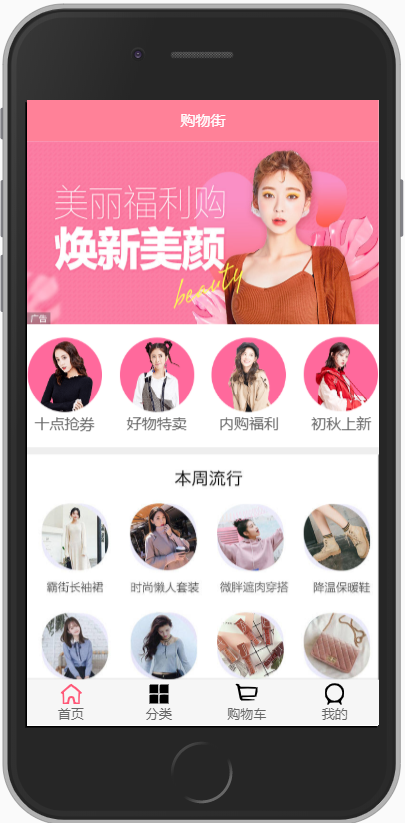 购物街
美丽福利购
焕新美颜
beauty
广告
十点抢券
好物特卖
内购福利
初秋上新
本周流行
霸街长袖裙
时尚懒人套装
微胖遮肉穿搭
降温保暖鞋
首页
分类
购物车
我的